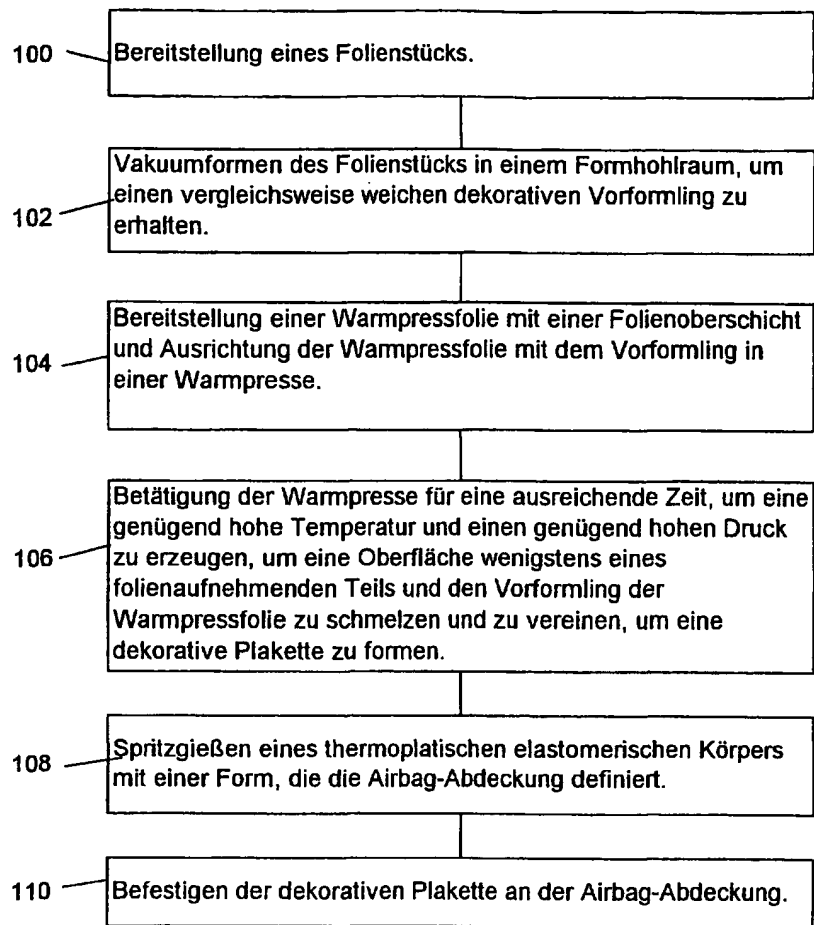 100
Bereitstellung eines Folienstücks.
102
Vakuumformen des Folienstücks in einem Formhohlraum, um
einen vergleichsweise weichen dekorativen Vorformling zu
erhalten.
104
Bereitstellung einer Warmpressfolie mit einer Folienoberschicht
und Ausrichtung der Warmpressfolie mit dem Vorformling in
einer Warmpresse.
106
Betätigung der Warmpresse für eine ausreichende Zeit, um eine
genügend hohe Temperatur und einen genügend hohen Druck
zu erzeugen, um eine Oberfläche wenigstens eines
folienaufnehmenden Teils und den Vorformling der
Warmpressfolie zu schmelzen und zu vereinen, um eine
dekorative Plakette zu formen.
108
Spritzgießen eines thermoplatischen elastomerischen Körpers
mit einer Form, die die Airbag-Abdeckung definiert.
110
Befestigen der dekorativen Plakette an der Airbag-Abdeckung.